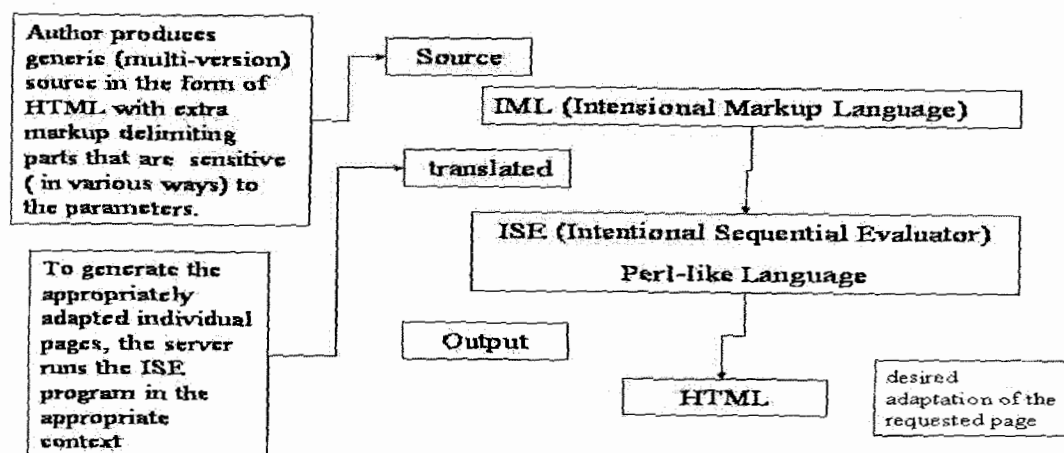 Author produces
generic (multi-version)
source in the form of
HTML with extra
markup delimiting
parts that are sensitive
( in various ways) to
the parameters.
Source
IML (Intensional Markup Language)
translated
ISE (Intentional Sequential Evaluator)
Perl-like Language
To generate the
appropriately
adapted individual
pages, the server
runs the ISE
program in the
appropriate
context
Output
HTML
desired
adaptation of the
requested page